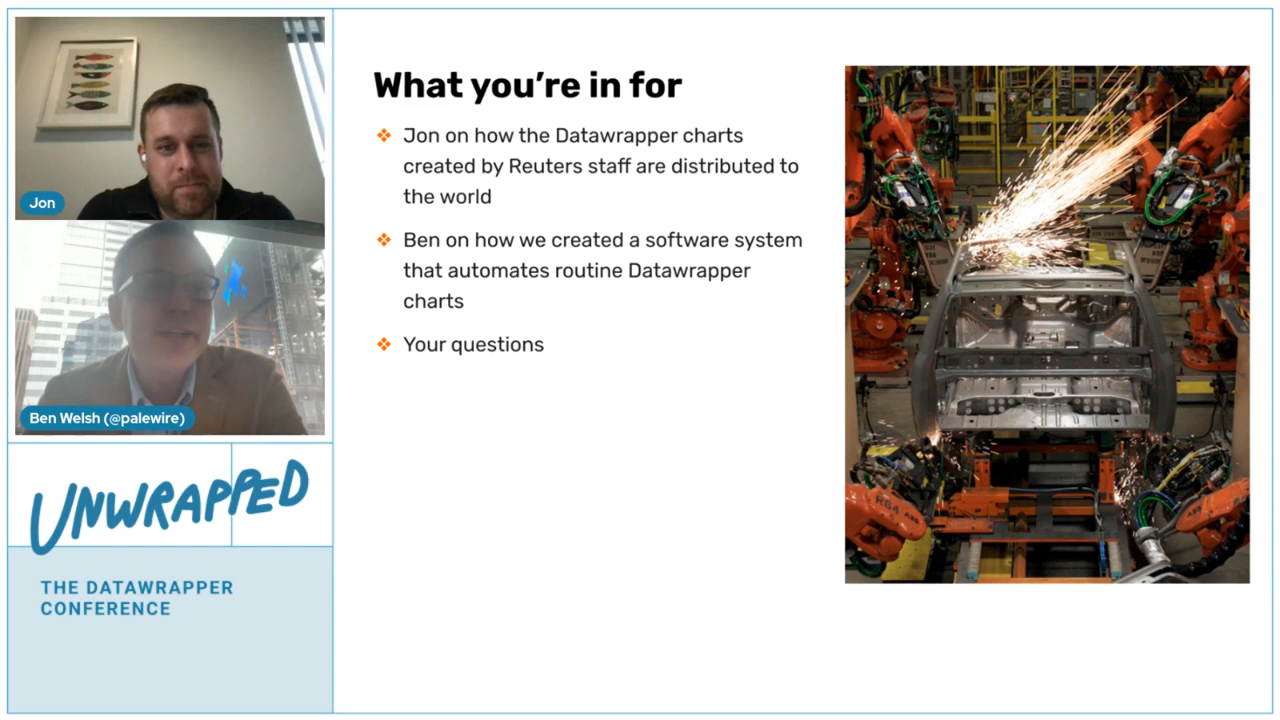 Jon
Ben Welsh (@palewire)
UNWRAPPED
THE DATAWRAPPER
CONFERENCE
What you’re in for
Jon on how the Datawrapper charts
created by Reuters staff are distributed to
the world
Ben on how we created a software system
that automates routine Datawrapper
charts
Your questions